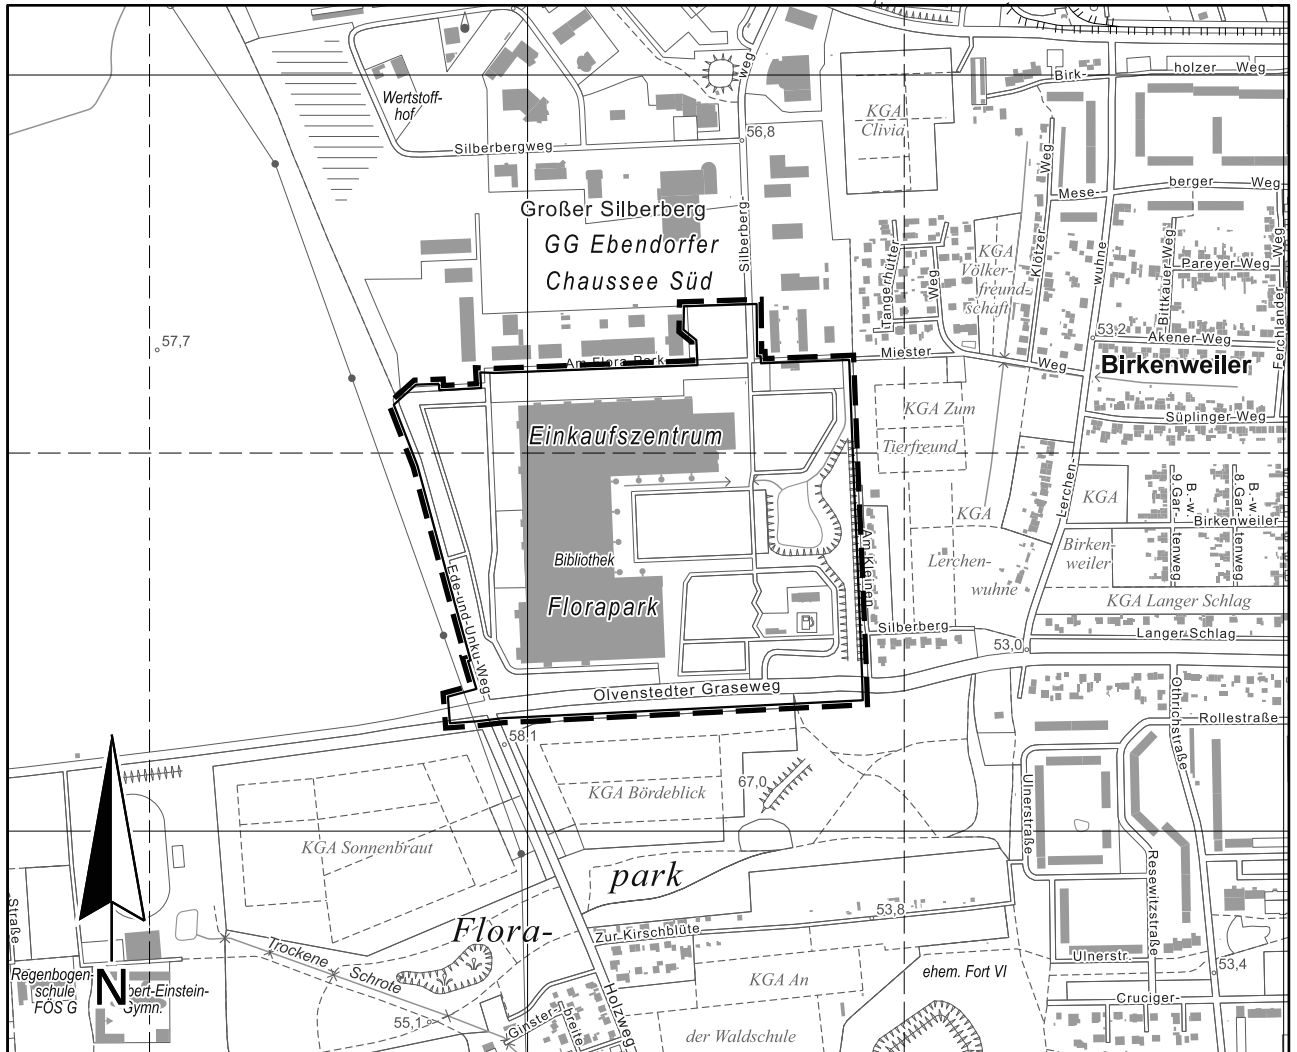 Birk-
holzer Weg
Wertstoff-
hof
KGA
Clivia
weg
56,8
Silberbergweg
Weg
Mese-
berger Weg
Großer Silberberg
GG Ebendorfer
Chaussee Süd
Silberberg-
Tangerhütter
Weg
KGA
Völker-
freund-
schaft
Klötzer
wuhne
Bittkauer Weg
Pareyer Weg
Ferchlander Weg
57,7
53,2
Akener Weg
Am Flora-Park
Miester
Weg
Birkenweiler
Einkaufszentrum
KGA Zum
Tierfreund
Süplinger Weg
Lerchen-
KGA
KGA
B.-w.
9.Gar-
tenweg
B.-w.
8.Gar-
tenweg
Birkenweiler
Birken-
weiler
Bibliothek
Florapark
Am Kleinen
Silberberg
Lerchen-
wuhne
KGA Langer Schlag
Langer Schlag
Ede-und-Unku-Weg
53,0
Olvenstedter Graseweg
Othrichstraße
Rollestraße
58,1
KGA Bördeblick
67,0
Ulnerstraße
KGA Sonnenbraut
park
Resewitzstraße
Straße
53,8
Flora-
Zur Kirschblüte
Trockene Schrote
Ulnerstr.
53,4
Regenbogen-
schule
FÖS G
N
bert-Einstein-
Gymn.
KGA An
der Waldschule
ehem. Fort VI
Cruciger-
55,1
Ginster-
breite
Holzweg